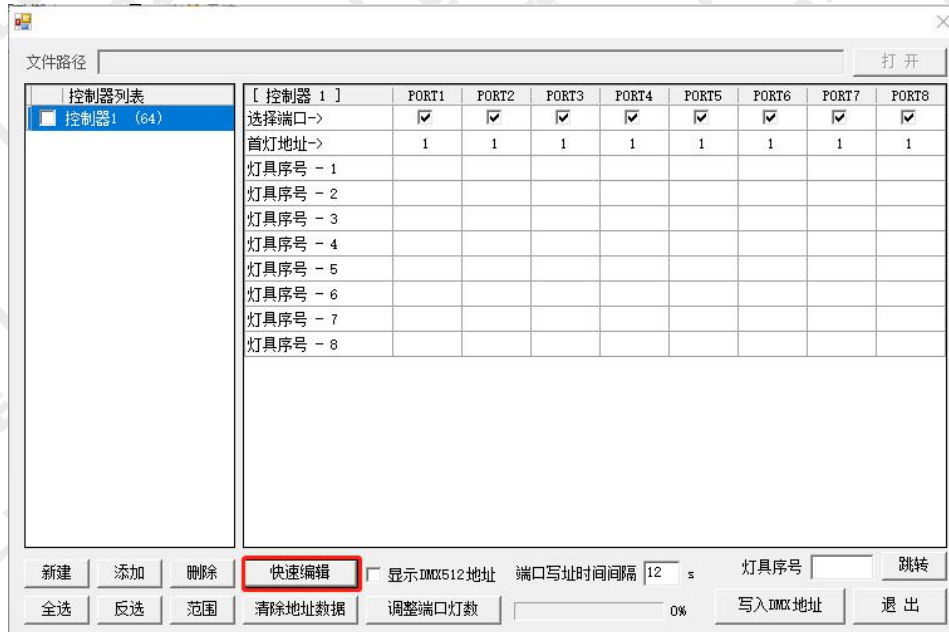 文件路径
打 开
控制器列表
控制器1 (64)
[ 控制器 1 ] PORT1 PORT2 PORT3 PORT4 PORT5 PORT6 PORT7 PORT8
选择端口->
首灯地址-> 1 1 1 1 1 1 1 1
灯具序号 - 1
灯具序号 - 2
灯具序号 - 3
灯具序号 - 4
灯具序号 - 5
灯具序号 - 6
灯具序号 - 7
灯具序号 - 8
新建 添加 删除 快速编辑 显示DMX512地址 端口写址时间间隔 12 s 灯具序号 跳转
全选 反选 范围 清除地址数据 调整端口灯数 0% 写入DMX地址 退 出